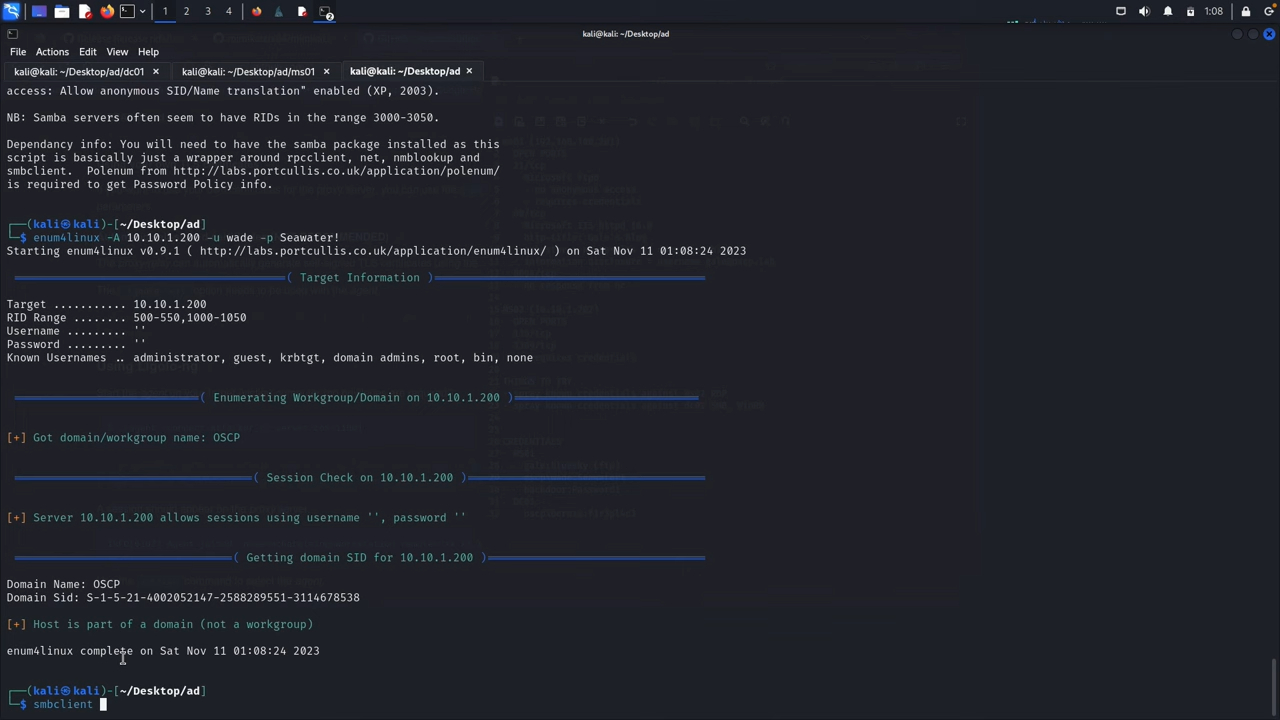 1 2 3 4 2 1:08
kali@kali: ~/Desktop/ad
File Actions Edit View Help
kali@kali: ~/Desktop/ad/dc01 × kali@kali: ~/Desktop/ad/ms01 × kali@kali: ~/Desktop/ad ×
access: Allow anonymous SID/Name translation" enabled (XP, 2003).
NB: Samba servers often seem to have RIDs in the range 3000-3050.
Dependancy info: You will need to have the samba package installed as this
script is basically just a wrapper around rpcclient, net, nmblookup and
smbclient.  Polenum from http://labs.portcullis.co.uk/application/polenum/
is required to get Password Policy info.
┌──(kali㉿kali)-[~/Desktop/ad]
└─$ enum4linux -A 10.10.1.200 -u wade -p Seawater!
Starting enum4linux v0.9.1 ( http://labs.portcullis.co.uk/application/enum4linux/ ) on Sat Nov 11 01:08:24 2023
( Target Information )
Target ........... 10.10.1.200
RID Range ........ 500-550,1000-1050
Username ......... ''
Password ......... ''
Known Usernames .. administrator, guest, krbtgt, domain admins, root, bin, none
( Enumerating Workgroup/Domain on 10.10.1.200 )
[+] Got domain/workgroup name: OSCP
( Session Check on 10.10.1.200 )
[+] Server 10.10.1.200 allows sessions using username '', password ''
( Getting domain SID for 10.10.1.200 )
Domain Name: OSCP
Domain Sid: S-1-5-21-4002052147-2588289551-3114678538
[+] Host is part of a domain (not a workgroup)
enum4linux complete on Sat Nov 11 01:08:24 2023
┌──(kali㉿kali)-[~/Desktop/ad]
└─$ smbclient